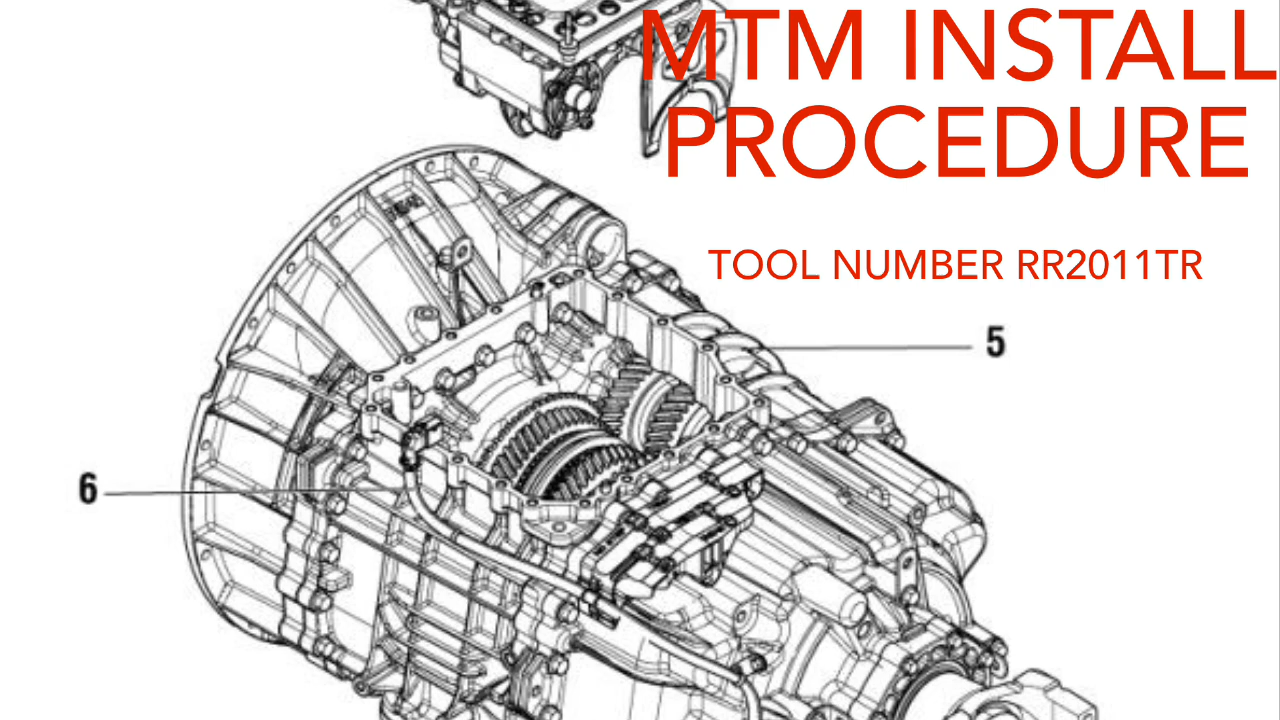 MTM INSTALL
PROCEDURE
TOOL NUMBER RR2011TR
5
6